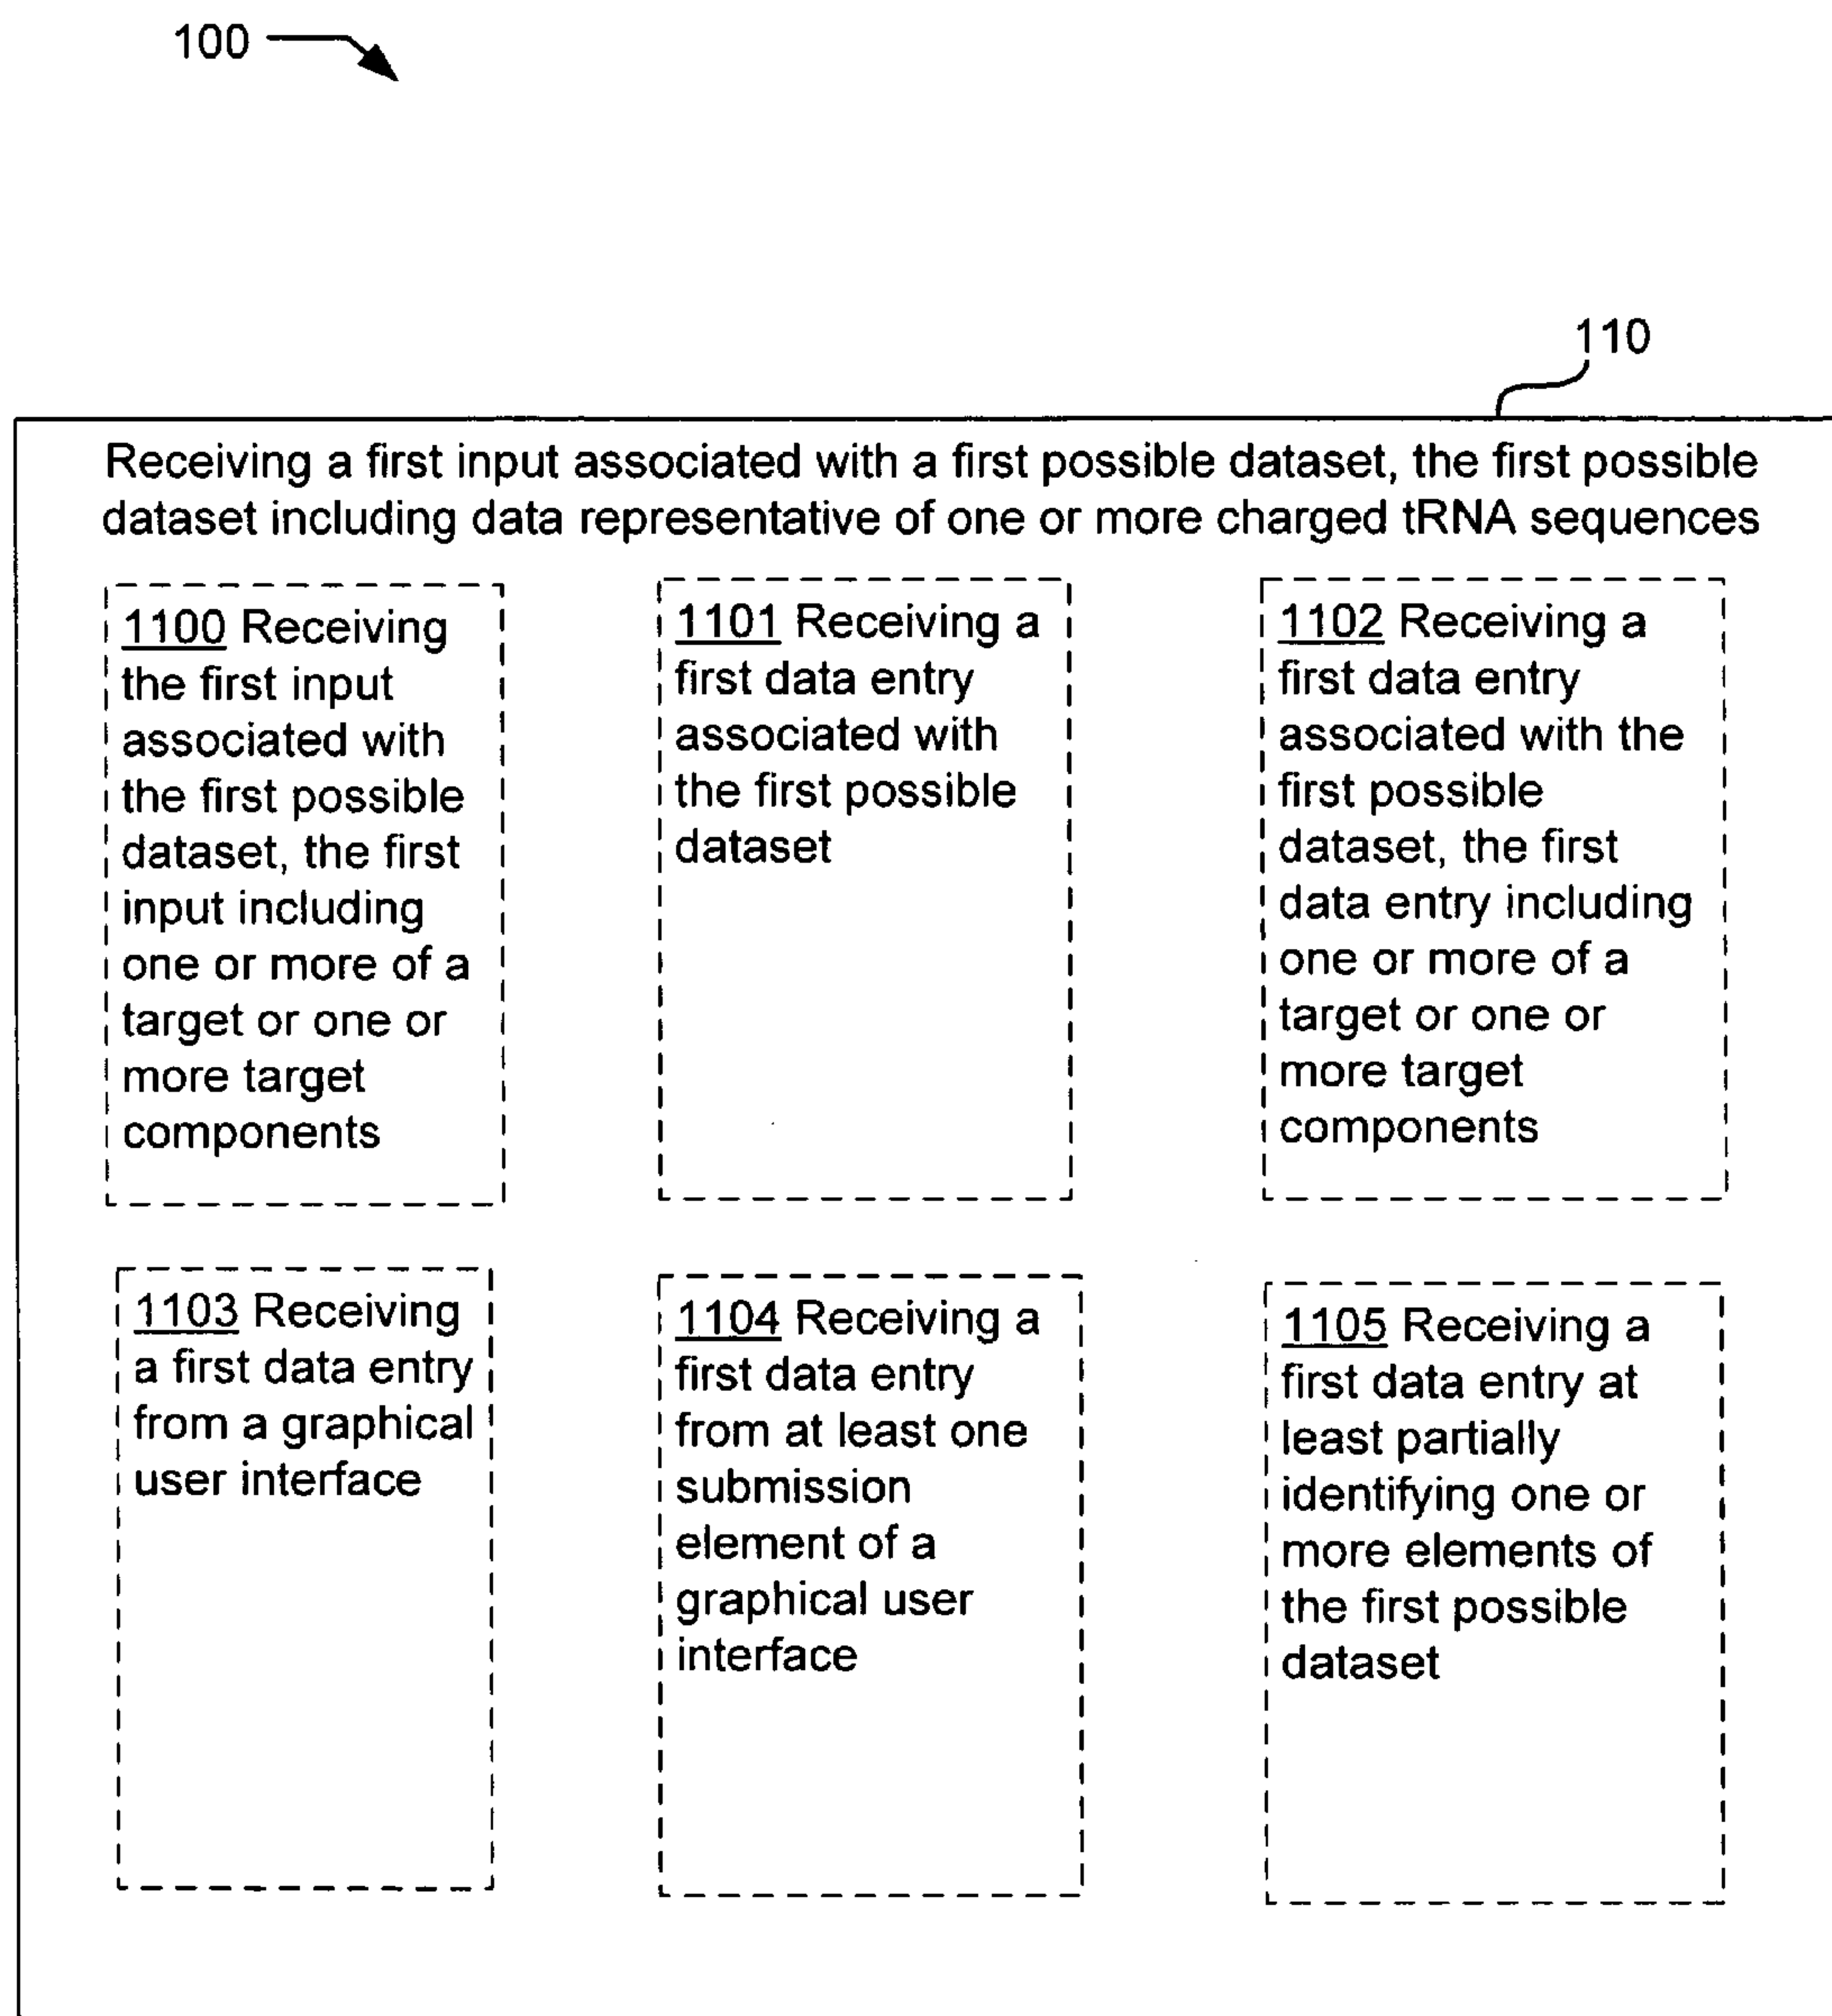 100
110
Receiving a first input associated with a first possible dataset, the first possible
dataset including data representative of one or more charged tRNA sequences
1100 Receiving
the first input
associated with
the first possible
dataset, the first
input including
one or more of a
target or one or
more target
components
1101 Receiving a
first data entry
associated with
the first possible
dataset
1102 Receiving a
first data entry
associated with the
first possible
dataset, the first
data entry including
one or more of a
target or one or
more target
components
1103 Receiving
a first data entry
from a graphical
user interface
1104 Receiving a
first data entry
from at least one
submission
element of a
graphical user
interface
1105 Receiving a
first data entry at
least partially
identifying one or
more elements of
the first possible
dataset